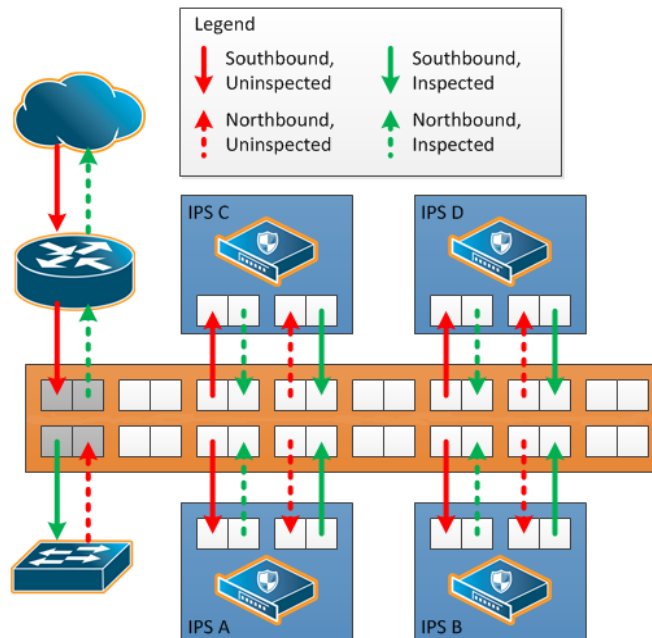 Legend
Southbound,
Uninspected
Southbound,
Inspected
Northbound,
Uninspected
Northbound,
Inspected
IPS C
IPS D
IPS A
IPS B